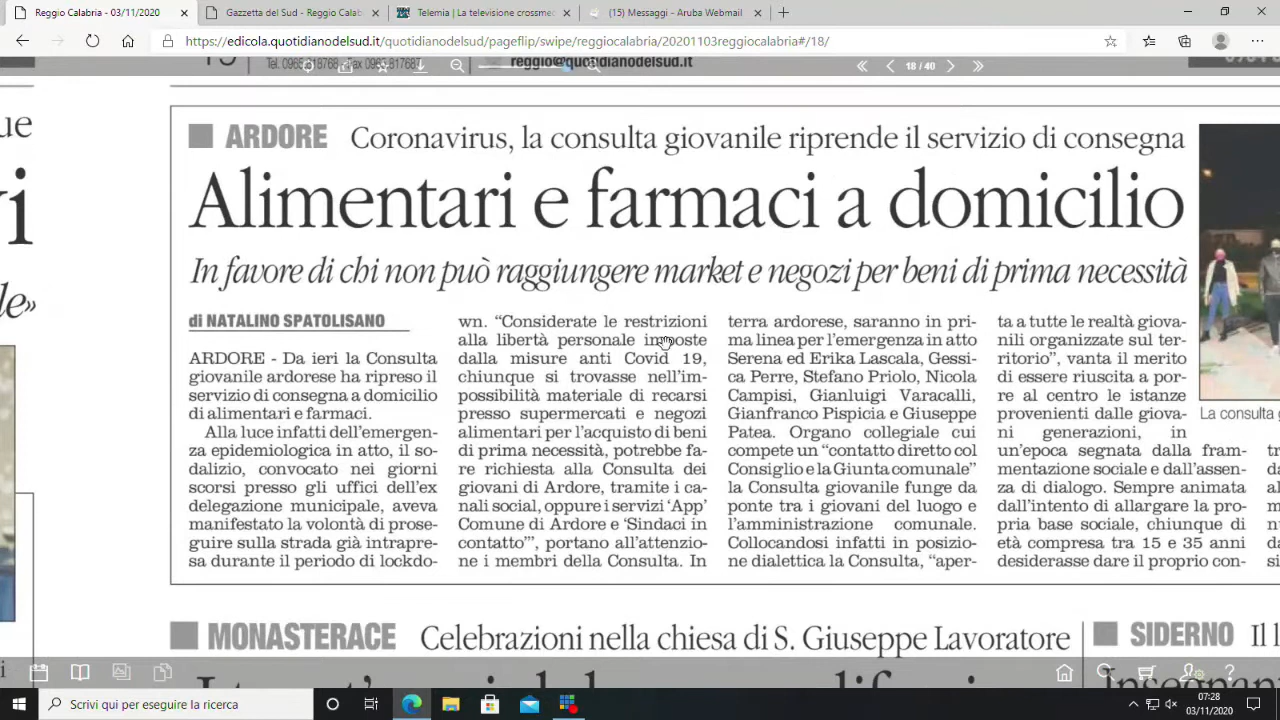 Reggio Calabria - 03/11/2020
Gazzetta del Sud - Reggio Calab
Telemia | La television crossmec
(15) Messaggi - Aruba Webmail
https://edicola.quotidianodelsud.it/quotidianodelsud/pageflip/swipe/reggiocalabria/20201103reggiocalabria#/18/
reggio@quotidianodelsud.it
18 / 40
ue
vi
le»
ARDORE Coronavirus, la consulta giovanile riprende il servizio di consegna
Alimentari e farmaci a domicilio
In favore di chi non può raggiungere market e negozi per beni di prima necessità
di NATALINO SPATOLISANO
ARDORE - Da ieri la Consulta
giovanile ardorese ha ripreso il
servizio di consegna a domicilio
di alimentari e farmaci.
Alla luce infatti dell'emergen-
za epidemiologica in atto, il so-
dalizio, convocato nei giorni
scorsi presso gli uffici dell'ex
delegazione municipale, aveva
manifestato la volontà di prose-
guire sulla strada già intrapre-
sa durante il periodo di lockdo-
wn. “Considerate le restrizioni
alla libertà personale imposte
dalla misure anti Covid 19,
chiunque si trovasse nell'im-
possibilità materiale di recarsi
presso supermercati e negozi
alimentari per l'acquisto di beni
di prima necessità, potrebbe fa-
re richiesta alla Consulta dei
giovani di Ardore, tramite i ca-
nali social, oppure i servizi ‘App’
Comune di Ardore e ‘Sindaci in
contatto’”, portano all'attenzio-
ne i membri della Consulta. In
terra ardorese, saranno in pri-
ma linea per l'emergenza in atto
Serena ed Erika Lascala, Gessi-
ca Perre, Stefano Priolo, Nicola
Campisi, Gianluigi Varacalli,
Gianfranco Pispicia e Giuseppe
Patea. Organo collegiale cui
compete un “contatto diretto col
Consiglio e la Giunta comunale”
la Consulta giovanile funge da
ponte tra i giovani del luogo e
l'amministrazione comunale.
Collocandosi infatti in posizio-
ne dialettica la Consulta, “aper-
ta a tutte le realtà giova-
nili organizzate sul ter-
ritorio”, vanta il merito
di essere riuscita a por-
re al centro le istanze
provenienti dalle giova-
ni generazioni, in
un'epoca segnata dalla fram-
mentazione sociale e dall'assen-
za di dialogo. Sempre animata
dall'intento di allargare la pro-
pria base sociale, chiunque di
età compresa tra 15 e 35 anni
desiderasse dare il proprio con-
La consulta g
MONASTERACE Celebrazioni nella chiesa di S. Giuseppe Lavoratore
SIDERNO Il l
Insegnant
Scrivi qui per eseguire la ricerca
07:28
03/11/2020